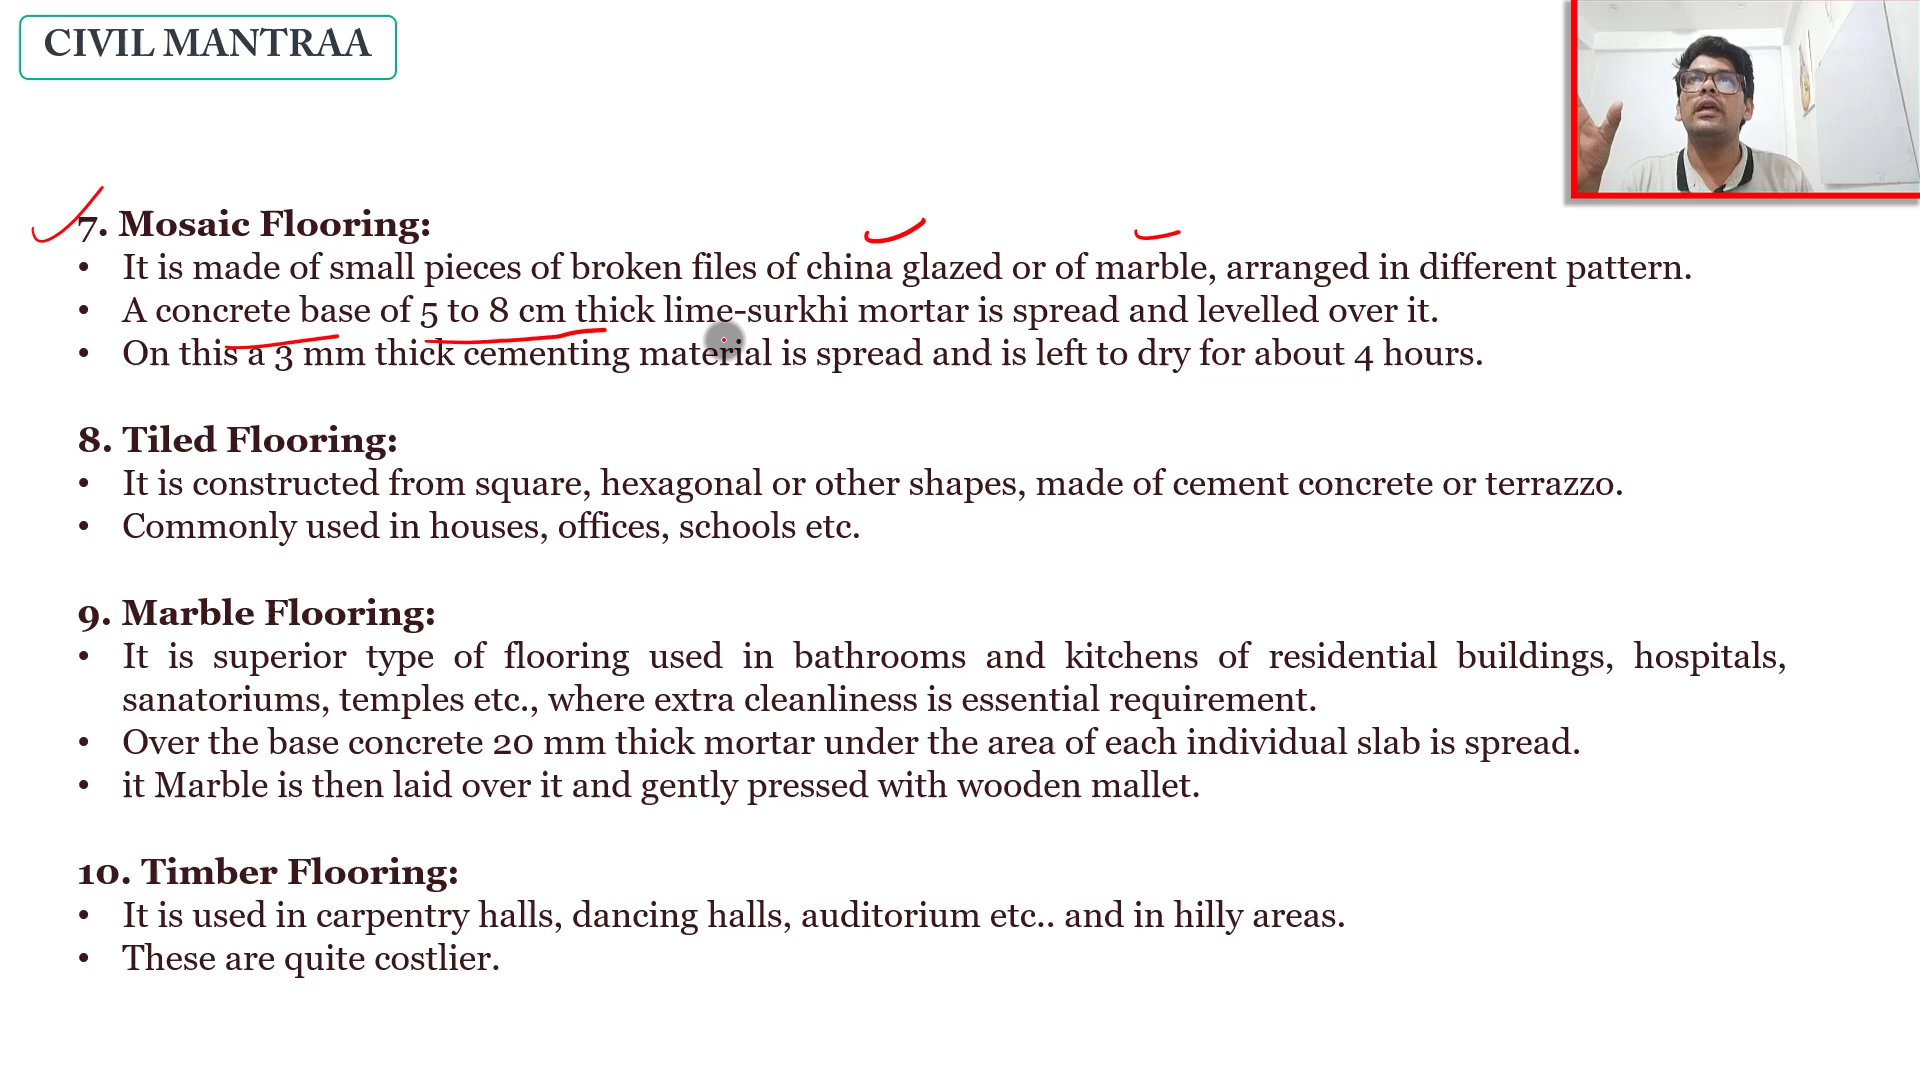 CIVIL MANTRAA
7. Mosaic Flooring:
• It is made of small pieces of broken files of china glazed or of marble, arranged in different pattern.
• A concrete base of 5 to 8 cm thick lime-surkhi mortar is spread and levelled over it.
• On this a 3 mm thick cementing material is spread and is left to dry for about 4 hours.
8. Tiled Flooring:
• It is constructed from square, hexagonal or other shapes, made of cement concrete or terrazzo.
• Commonly used in houses, offices, schools etc.
9. Marble Flooring:
• It is superior type of flooring used in bathrooms and kitchens of residential buildings, hospitals,
sanatoriums, temples etc., where extra cleanliness is essential requirement.
• Over the base concrete 20 mm thick mortar under the area of each individual slab is spread.
• it Marble is then laid over it and gently pressed with wooden mallet.
10. Timber Flooring:
• It is used in carpentry halls, dancing halls, auditorium etc.. and in hilly areas.
• These are quite costlier.